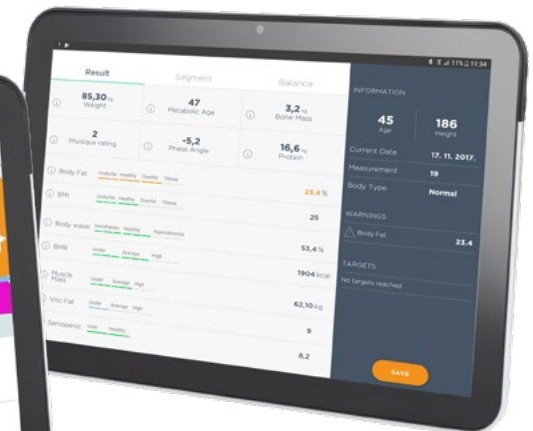 11% 11:34
Result Segment Balance
85,30 kg 47 3,2 kg
Weight Metabolic Age Bone Mass
2 -5,2 16,6 kg
Physique rating Phase Angle Protein
Body Fat Underfat Healthy Overfat Obese 23,4 %
BMI Underfat Healthy Overfat Obese 25
Body water Dehydration Healthy Hyperhydrated 53,4 %
BMR Under Average High 1904 kcal
Muscle Mass Under Average High 62,10 kg
Visc Fat Under Average High 9
Sarcopenic Low Healthy 8,2
INFORMATION
45 186
Age Height
Current Date 17. 11. 2017.
Measurement 19
Body Type Normal
WARNINGS
Body Fat 23.4
TARGETS
No targets reached
SAVE